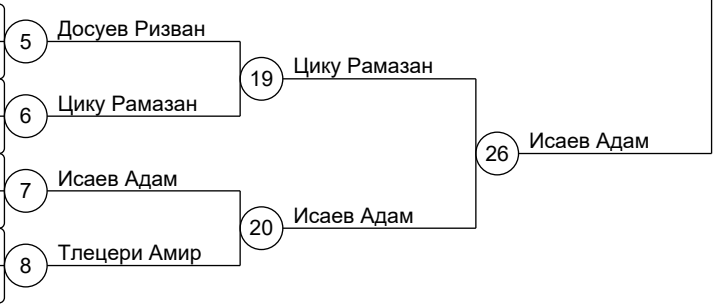 5 Досуев Ризван
19 Цику Рамазан
6 Цику Рамазан
26 Исаев Адам
7 Исаев Адам
20 Исаев Адам
8 Тлецери Амир